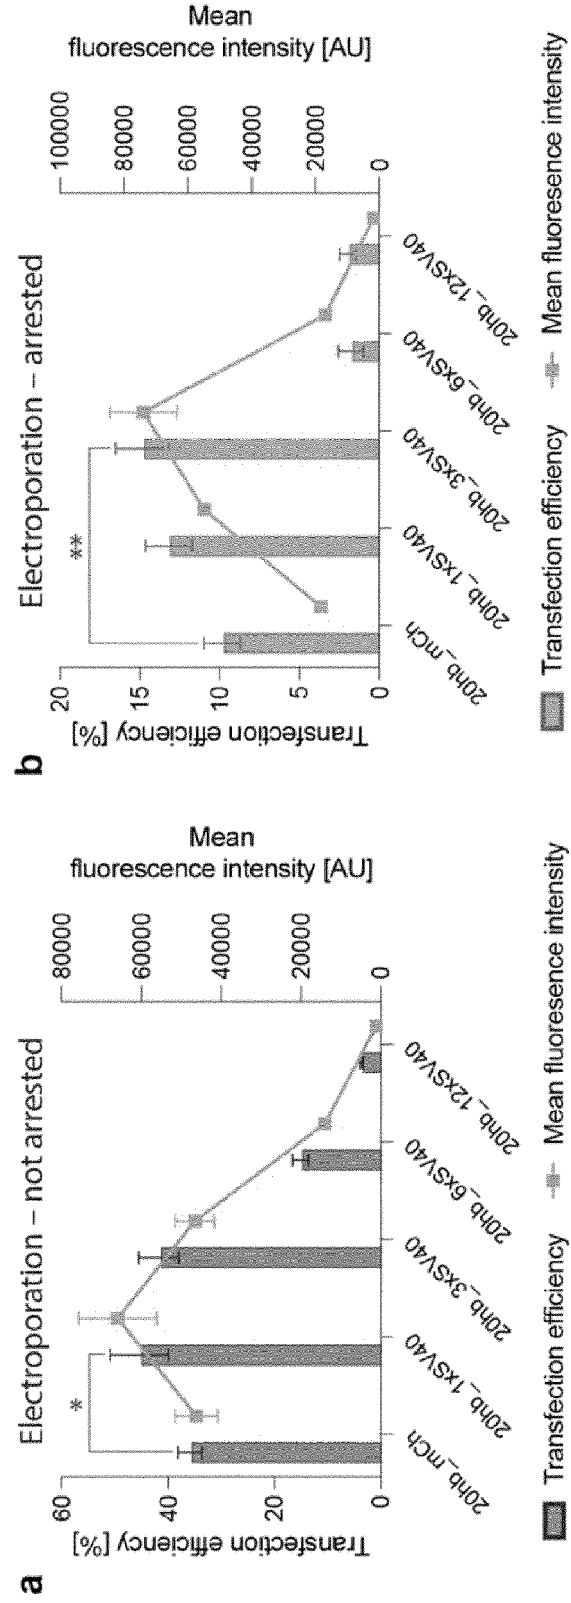 a
Electroporation – not arrested
Transfection efficiency [%]
60
40
20
0
Mean
fluorescence intensity [AU]
80000
60000
40000
20000
0
*
20hb_mCh
20hb_1xSV40
20hb_3xSV40
20hb_6xSV40
20hb_12xSV40
Transfection efficiency
Mean fluoresence intensity
b
Electroporation – arrested
Transfection efficiency [%]
20
15
10
5
0
Mean
fluorescence intensity [AU]
100000
80000
60000
40000
20000
0
**
20hb_mCh
20hb_1xSV40
20hb_3xSV40
20hb_6xSV40
20hb_12xSV40
Transfection efficiency
Mean fluoresence intensity